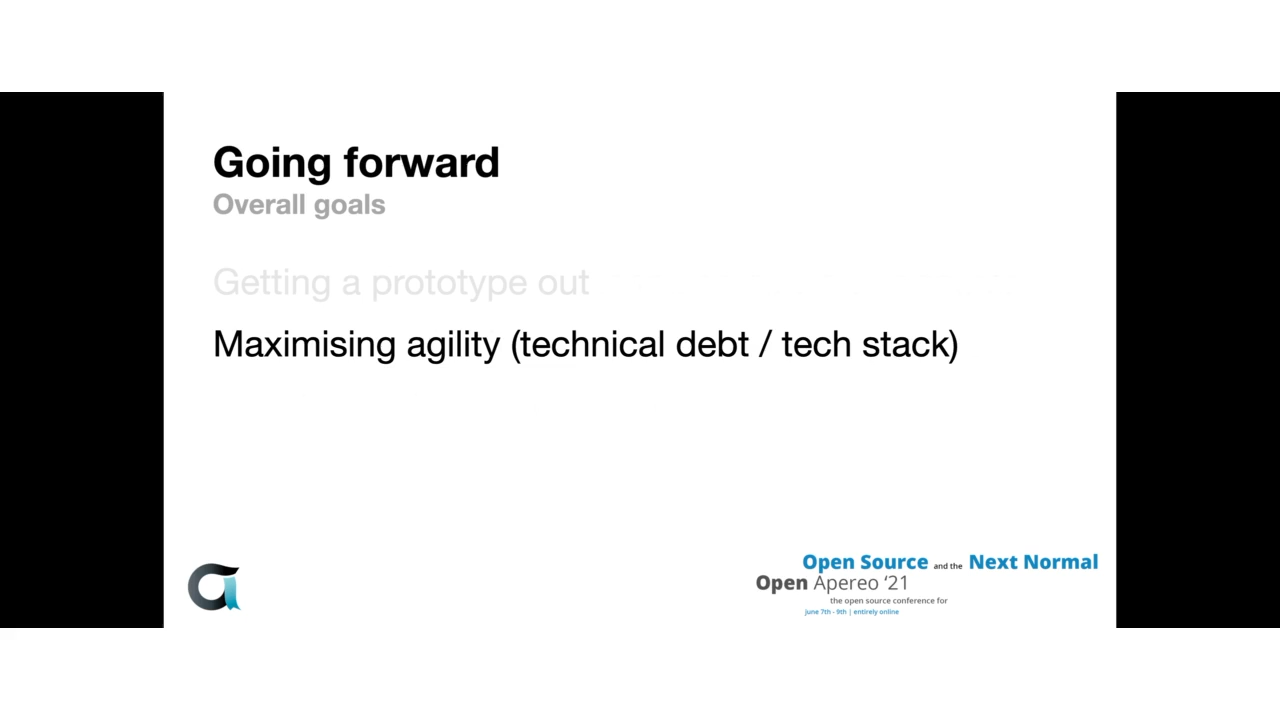 Going forward
Overall goals
Getting a prototype out
Maximising agility (technical debt / tech stack)
Open Source and the Next Normal
Open Apereo ‘21
the open source conference for
june 7th - 9th | entirely online